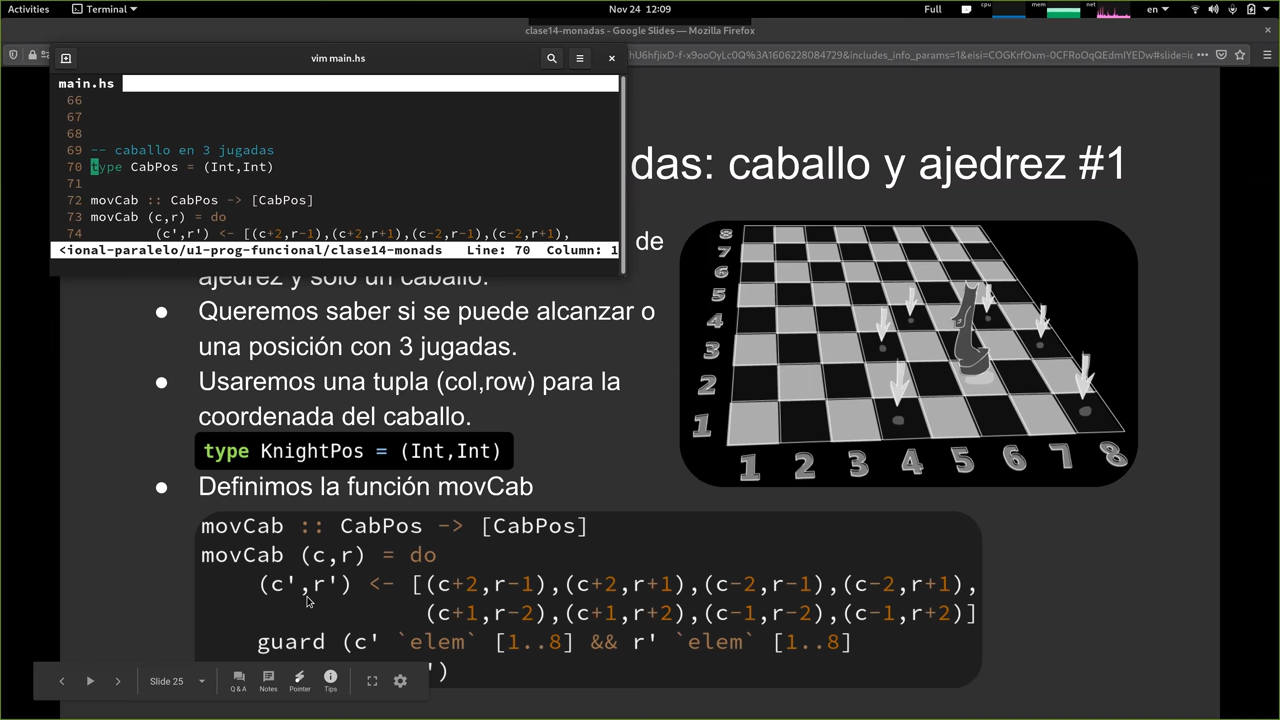 Activities
Terminal
Nov 24 12:09
Full
cpu
mem
net
en
clase14-monadas - Google Slides — Mozilla Firefox
vim main.hs
main.hs
66
67
68
69 -- caballo en 3 jugadas
70 type CabPos = (Int,Int)
71
72 movCab :: CabPos -> [CabPos]
73 movCab (c,r) = do
74 (c',r') <- [(c+2,r-1),(c+2,r+1),(c-2,r-1),(c-2,r+1),
<ional-paralelo/u1-prog-funcional/clase14-monads Line: 70 Column: 1
das: caballo y ajedrez #1
de
ajedrez y solo un caballo.
● Queremos saber si se puede alcanzar o
una posición con 3 jugadas.
● Usaremos una tupla (col,row) para la
coordenada del caballo.
type KnightPos = (Int,Int)
● Definimos la función movCab
movCab :: CabPos -> [CabPos]
movCab (c,r) = do
(c',r') <- [(c+2,r-1),(c+2,r+1),(c-2,r-1),(c-2,r+1),
(c+1,r-2),(c+1,r+2),(c-1,r-2),(c-1,r+2)]
guard (c' `elem` [1..8] && r' `elem` [1..8]
')
8
7
6
5
4
3
2
1
1 2 3 4 5 6 7 8
Slide 25
Q & A
Notes
Pointer
Tips